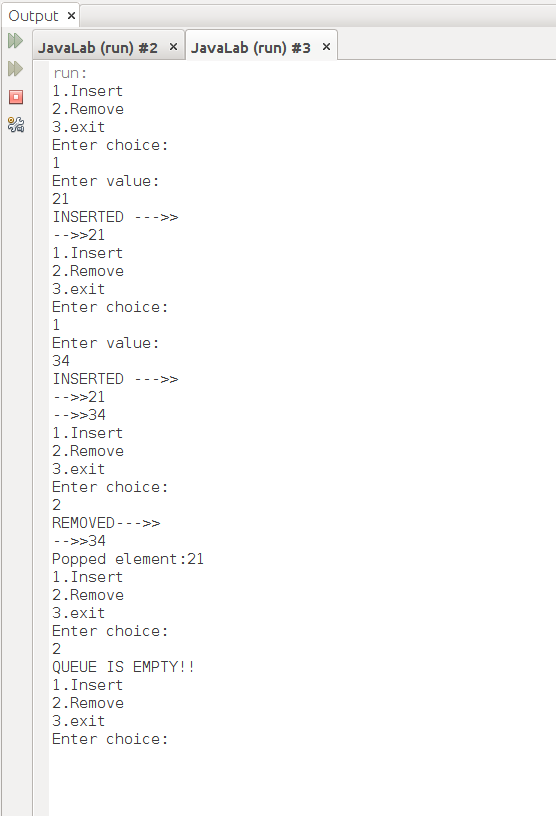 Output ×
JavaLab (run) #2 × JavaLab (run) #3 ×
run:
1.Insert
2.Remove
3.exit
Enter choice:
1
Enter value:
21
INSERTED --->>
-->>21
1.Insert
2.Remove
3.exit
Enter choice:
1
Enter value:
34
INSERTED --->>
-->>21
-->>34
1.Insert
2.Remove
3.exit
Enter choice:
2
REMOVED--->>
-->>34
Popped element:21
1.Insert
2.Remove
3.exit
Enter choice:
2
QUEUE IS EMPTY!!
1.Insert
2.Remove
3.exit
Enter choice: